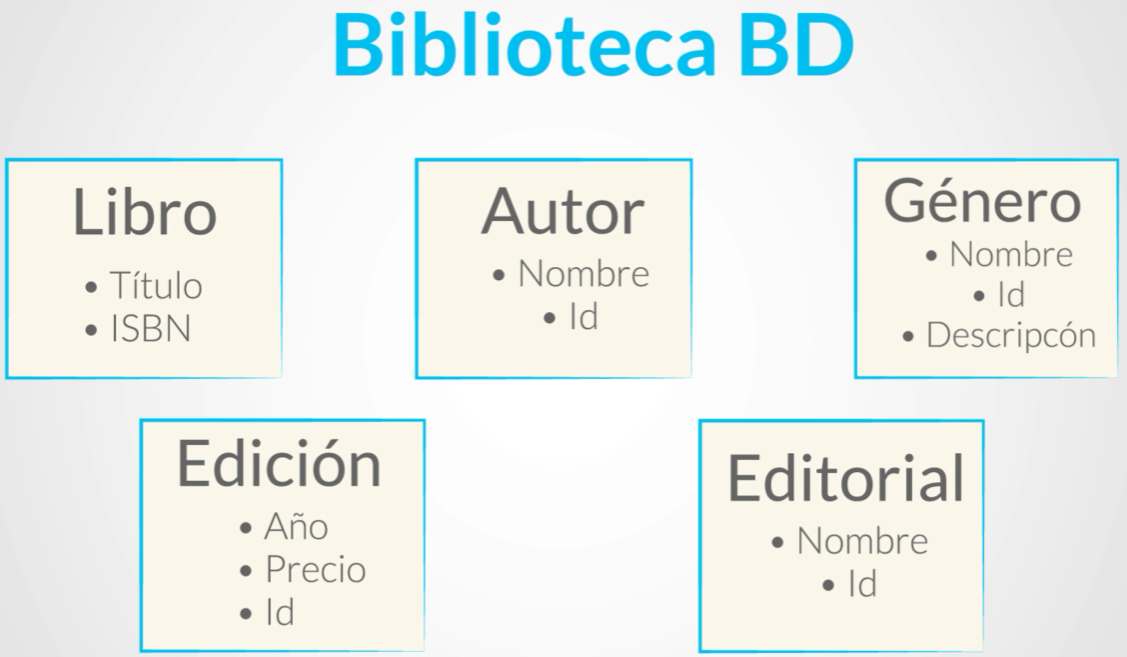 Biblioteca BD
Libro
• Título
• ISBN
Autor
• Nombre
• Id
Género
• Nombre
• Id
• Descripcón
Edición
• Año
• Precio
• Id
Editorial
• Nombre
• Id